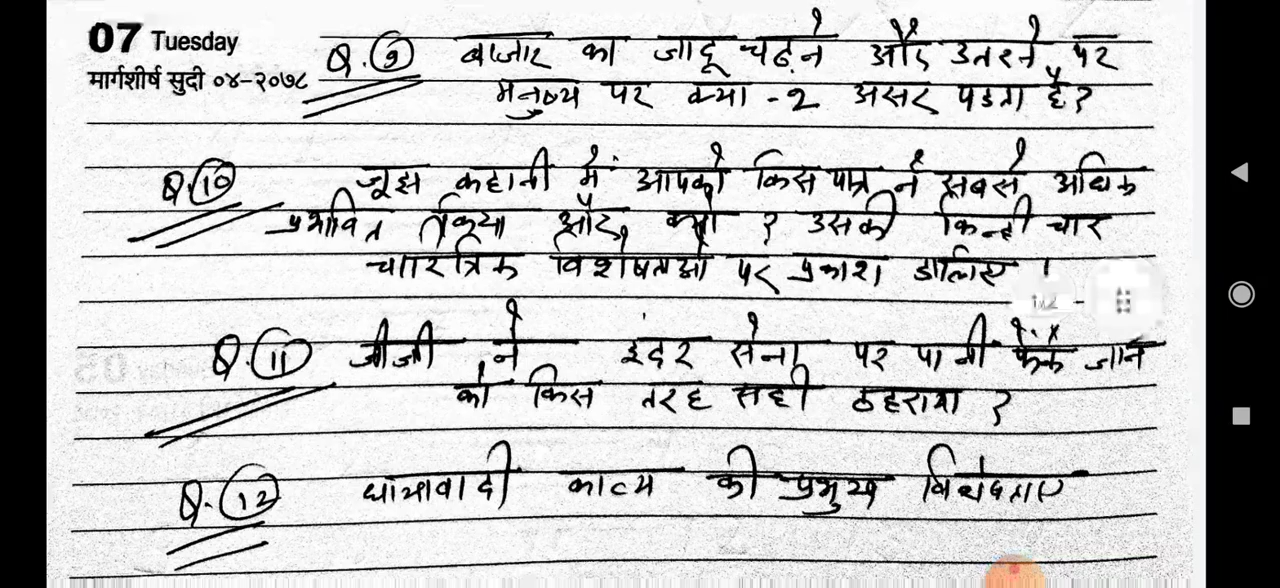 07 Tuesday
मार्गशीर्ष सुदी ०४-२०७८
Q.9 बाजार का जादू चढ़ने और उतरने पर
मनुष्य पर क्या-2 असर पडता है?
Q.10 जूझ कहानी में आपको किस पात्र ने सबसे अधिक
प्रभावित किया और क्यों ? उसकी किन्ही चार
चारित्रिक विशेषताओ पर प्रकाश डालिए ।
Q.11 जीजी ने इंदर सेना पर पानी फेंके जाने
को किस तरह सही ठहराया ?
Q.12 छायावादी काव्य की प्रमुख विशेषताए